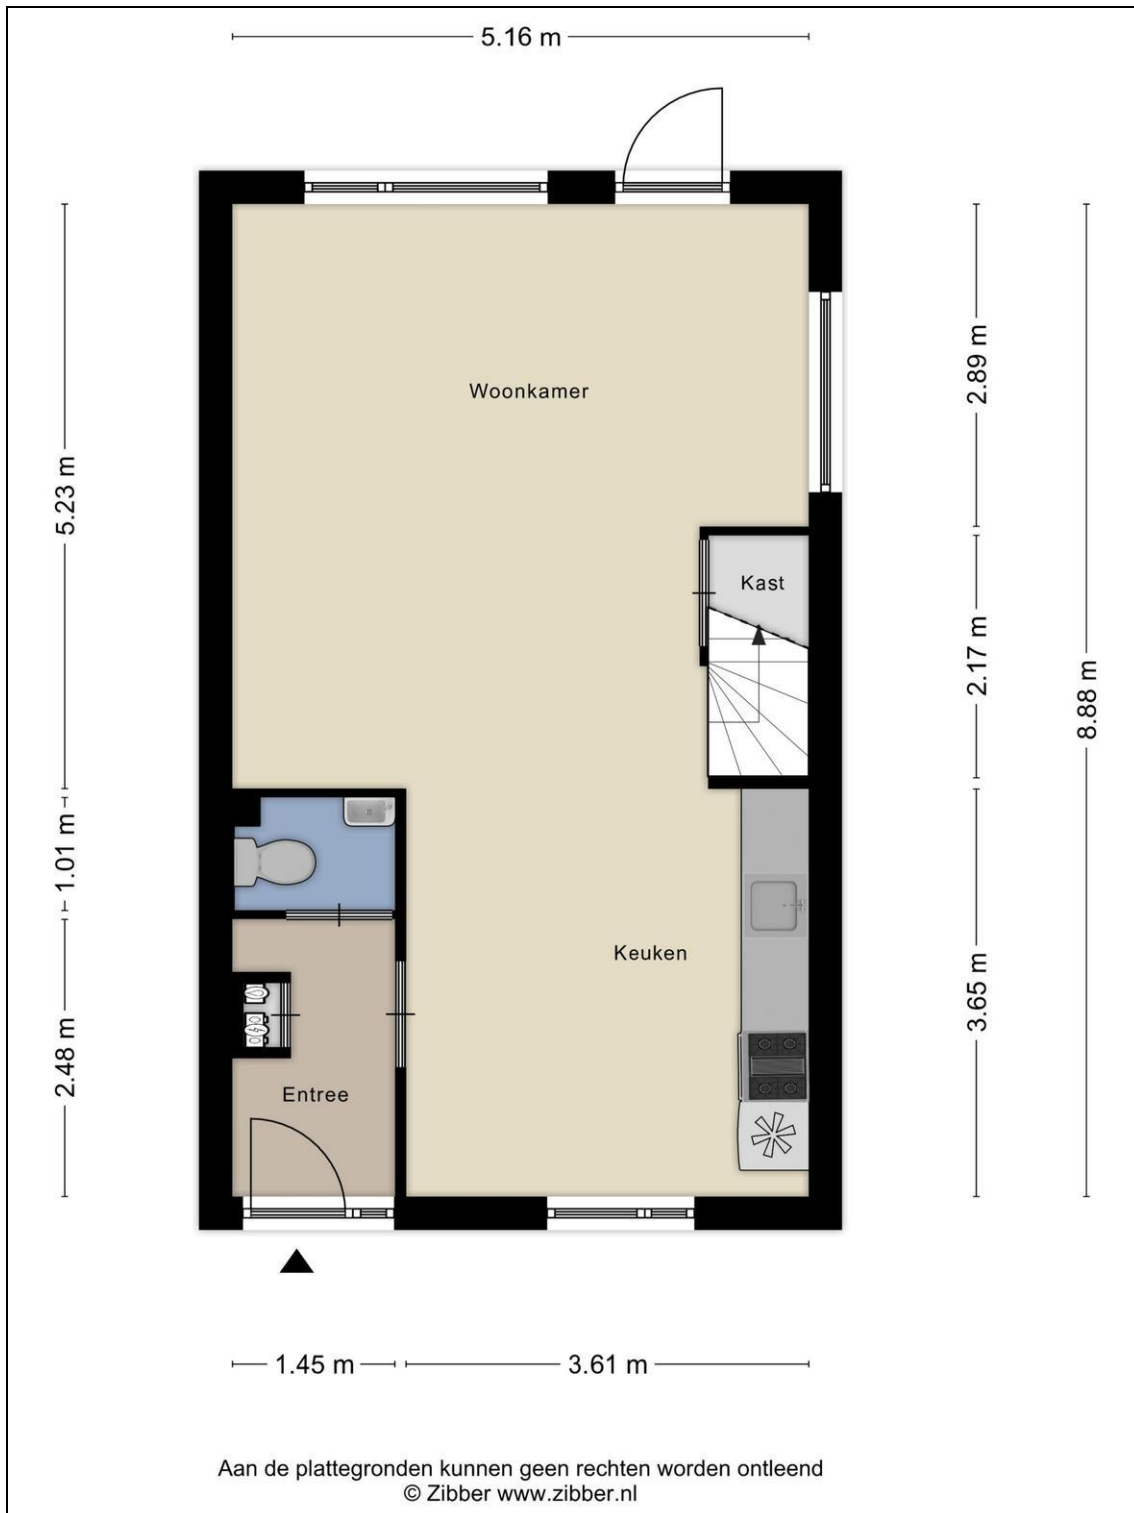 5.16 m
Woonkamer
2.89 m
5.23 m
Kast
2.17 m
8.88 m
1.01 m
Keuken
3.65 m
2.48 m
Entree
1.45 m
3.61 m
Aan de plattegronden kunnen geen rechten worden ontleend
© Zibber www.zibber.nl